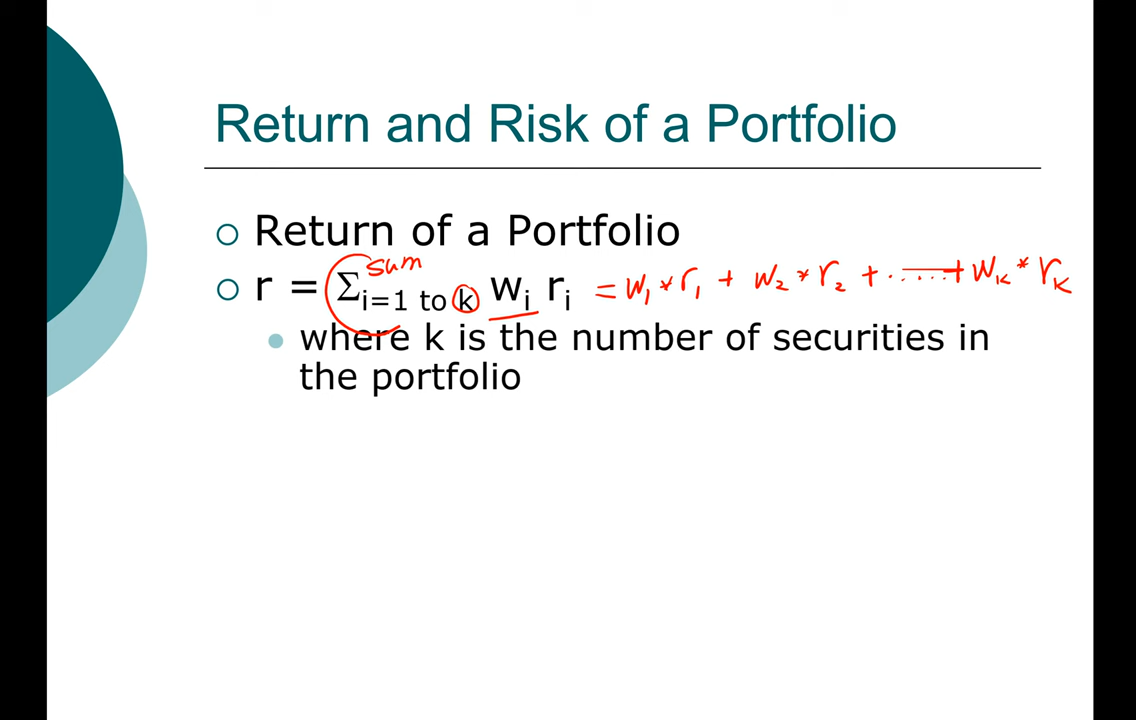 Return and Risk of a Portfolio
Return of a Portfolio
sum
r = Σi=1 to k wi ri = w1 * r1 + w2 * r2 + ...... + wk * rk
where k is the number of securities in
the portfolio